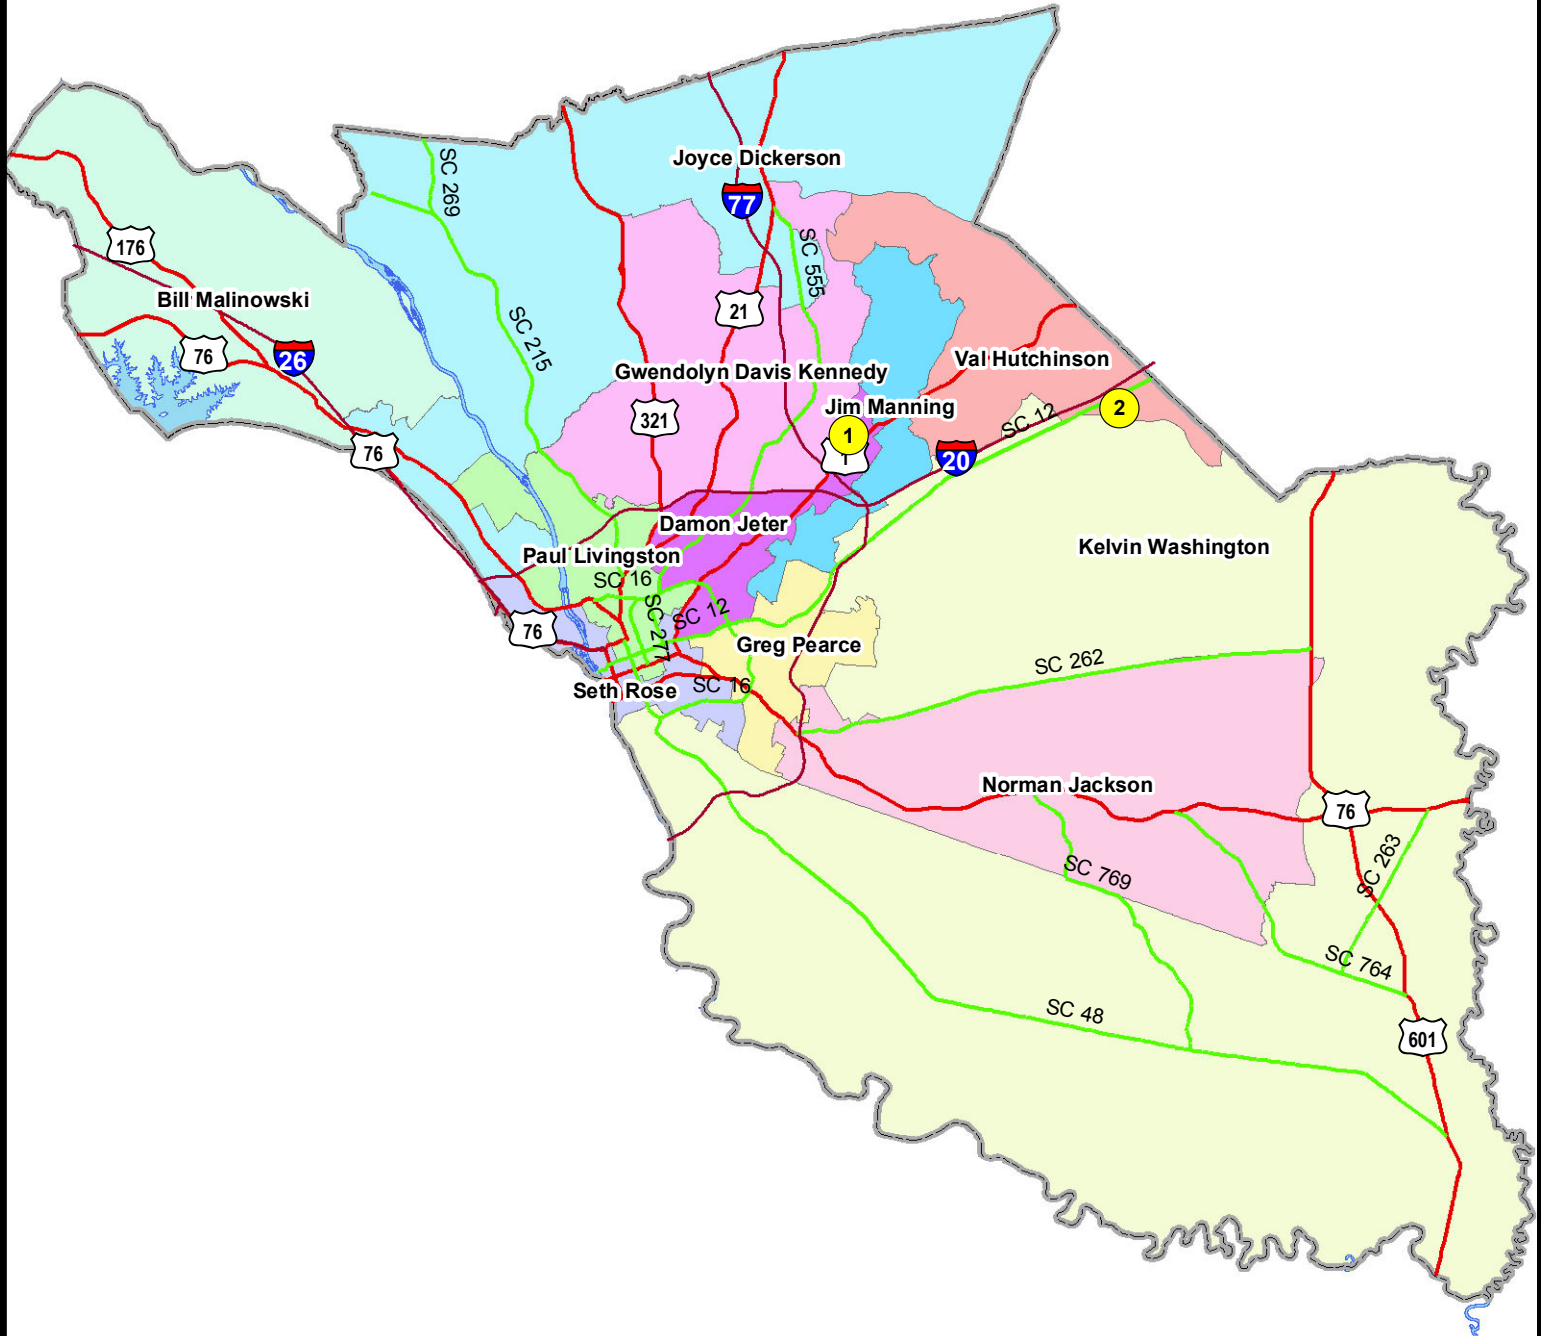 Joyce Dickerson
SC 269
77
176
SC 555
Bill Malinowski
21
SC 215
76
26
Val Hutchinson
Gwendolyn Davis Kennedy
Jim Manning
2
SC 12
321
1
1
76
20
Damon Jeter
Kelvin Washington
Paul Livingston
SC 16
SC 12
SC 277
76
Greg Pearce
SC 262
SC 16
Seth Rose
Norman Jackson
76
SC 263
SC 769
SC 764
SC 48
601